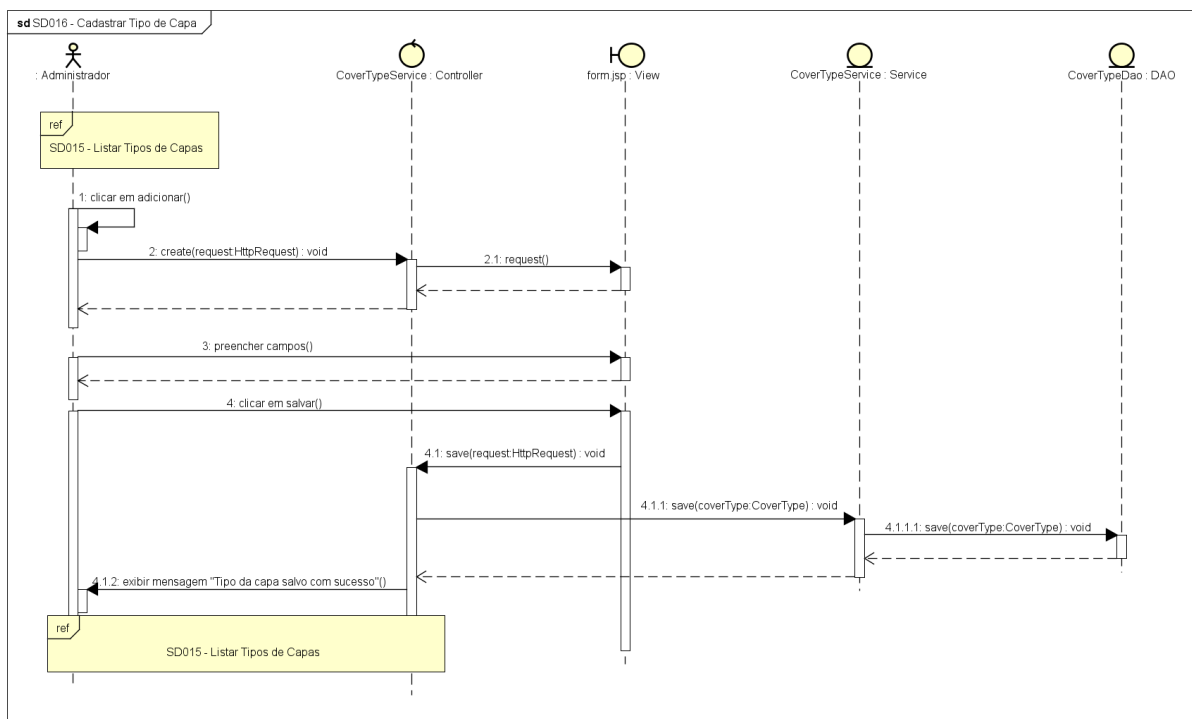 sd SD016 - Cadastrar Tipo de Capa
: Administrador
CoverTypeService : Controller
form.jsp : View
CoverTypeService : Service
CoverTypeDao : DAO
ref
SD015 - Listar Tipos de Capas
1: clicar em adicionar()
2: create(request:HttpRequest) : void
2.1: request()
3: preencher campos()
4: clicar em salvar()
4.1: save(request:HttpRequest) : void
4.1.1: save(coverType:CoverType) : void
4.1.1.1: save(coverType:CoverType) : void
4.1.2: exibir mensagem "Tipo da capa salvo com sucesso"()
ref
SD015 - Listar Tipos de Capas